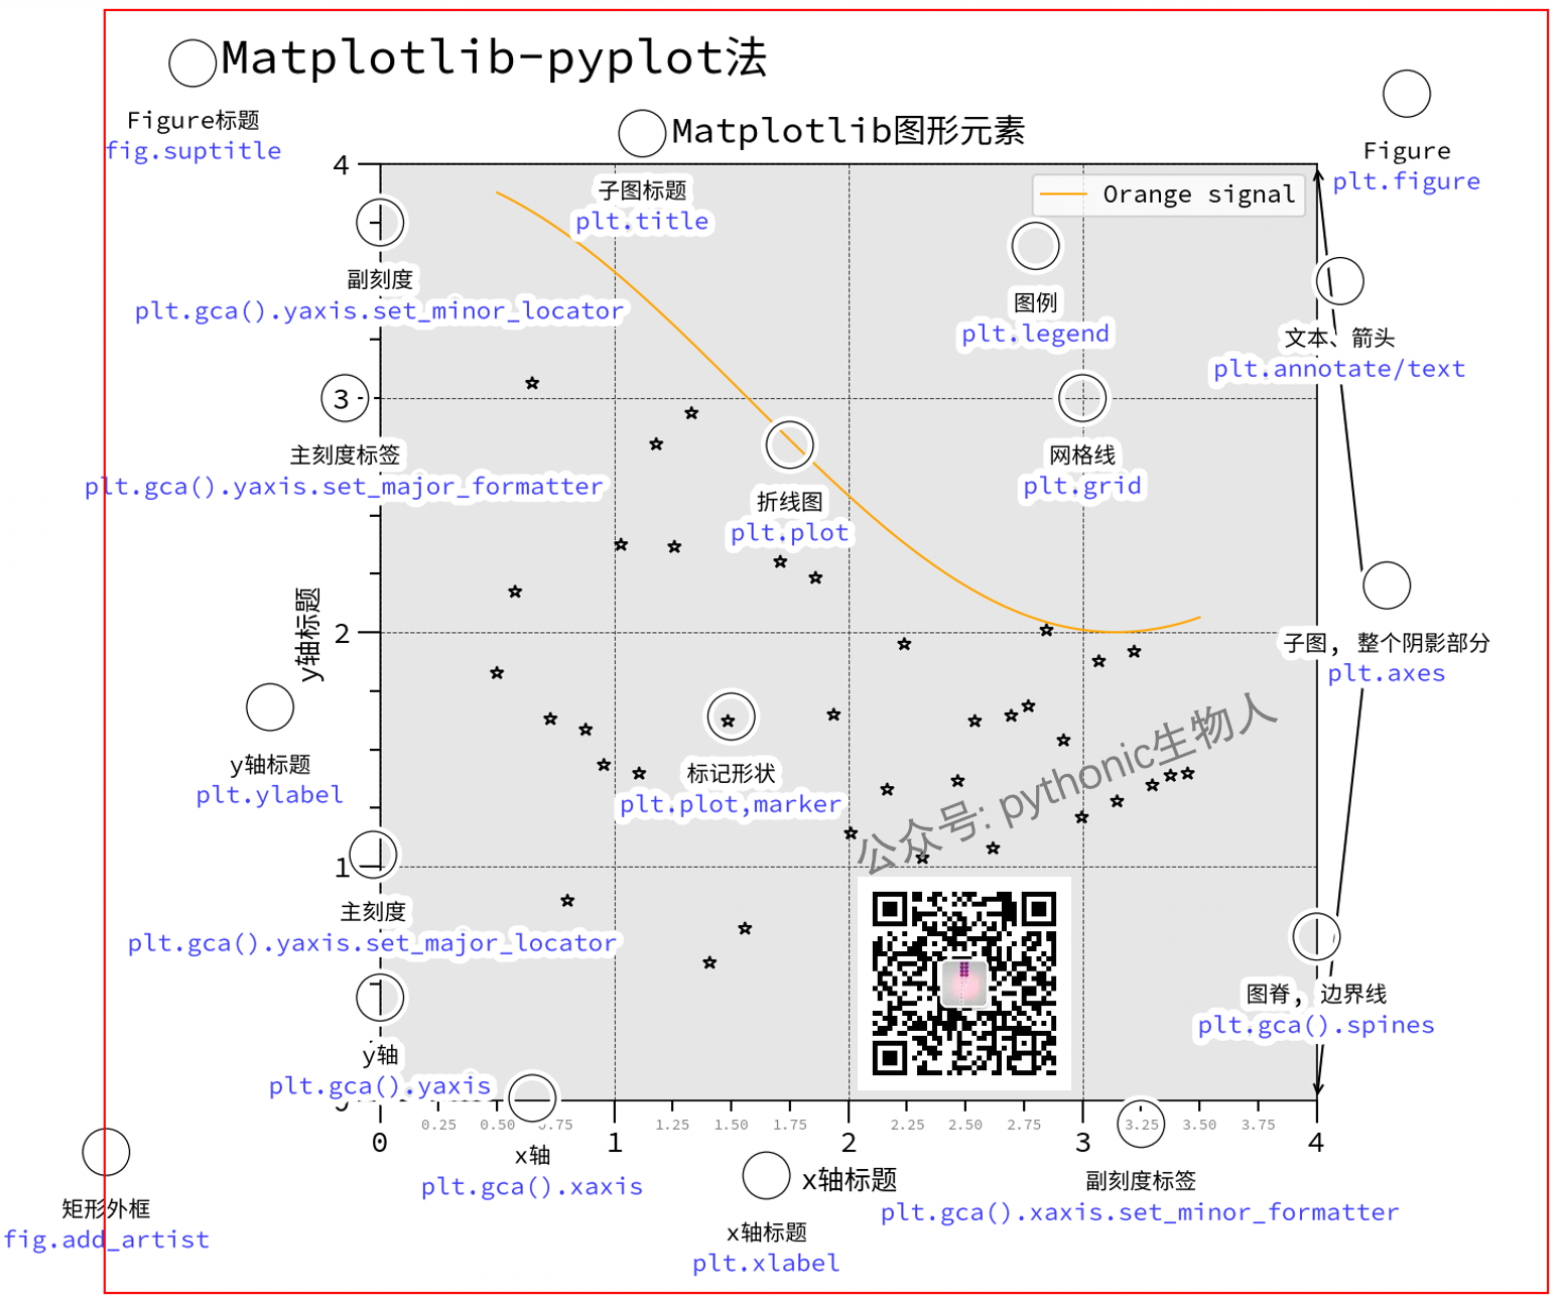 Matplotlib-pyplot法
Figure标题
fig.suptitle
Matplotlib图形元素
Figure
plt.figure
4
子图标题
plt.title
Orange signal
副刻度
plt.gca().yaxis.set_minor_locator
图例
plt.legend
文本、箭头
plt.annotate/text
3
主刻度标签
plt.gca().yaxis.set_major_formatter
网格线
plt.grid
折线图
plt.plot
y轴标题
2
子图, 整个阴影部分
plt.axes
y轴标题
plt.ylabel
标记形状
plt.plot,marker
公众号: pythonic生物人
1
主刻度
plt.gca().yaxis.set_major_locator
图脊, 边界线
plt.gca().spines
y轴
plt.gca().yaxis
0.25 0.50 0.75 1.25 1.50 1.75 2.25 2.50 2.75 3.25 3.50 3.75
0 1 2 3 4
x轴
plt.gca().xaxis
x轴标题
副刻度标签
plt.gca().xaxis.set_minor_formatter
矩形外框
fig.add_artist
x轴标题
plt.xlabel